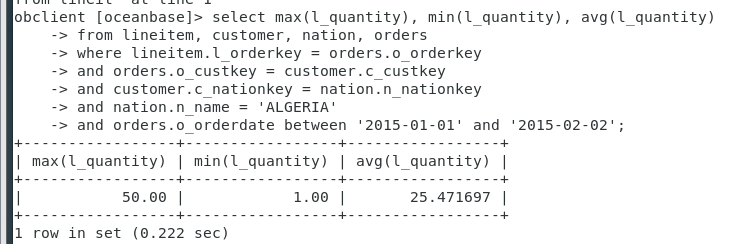 obclient [oceanbase]> select max(l_quantity), min(l_quantity), avg(l_quantity)
    -> from lineitem, customer, nation, orders
    -> where lineitem.l_orderkey = orders.o_orderkey
    -> and orders.o_custkey = customer.c_custkey
    -> and customer.c_nationkey = nation.n_nationkey
    -> and nation.n_name = 'ALGERIA'
    -> and orders.o_orderdate between '2015-01-01' and '2015-02-02';
+-----------------+-----------------+-----------------+
| max(l_quantity) | min(l_quantity) | avg(l_quantity) |
+-----------------+-----------------+-----------------+
|           50.00 |            1.00 |       25.471697 |
+-----------------+-----------------+-----------------+
1 row in set (0.222 sec)